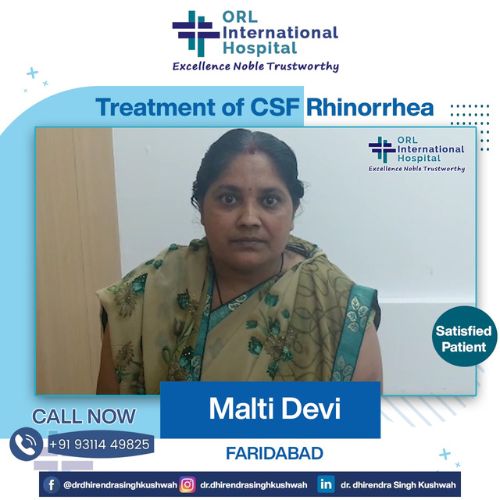 ORL
International
Hospital
Excellence Noble Trustworthy
Treatment of CSF Rhinorrhea
ORL
International
Hospital
Excellence Noble Trustworthy
Satisfied
Patient
Malti Devi
CALL NOW
+91 93114 49825
FARIDABAD
@drdhirendrasinghkushwah dr.dhirendrasinghkushwah dr. dhirendra Singh Kushwah